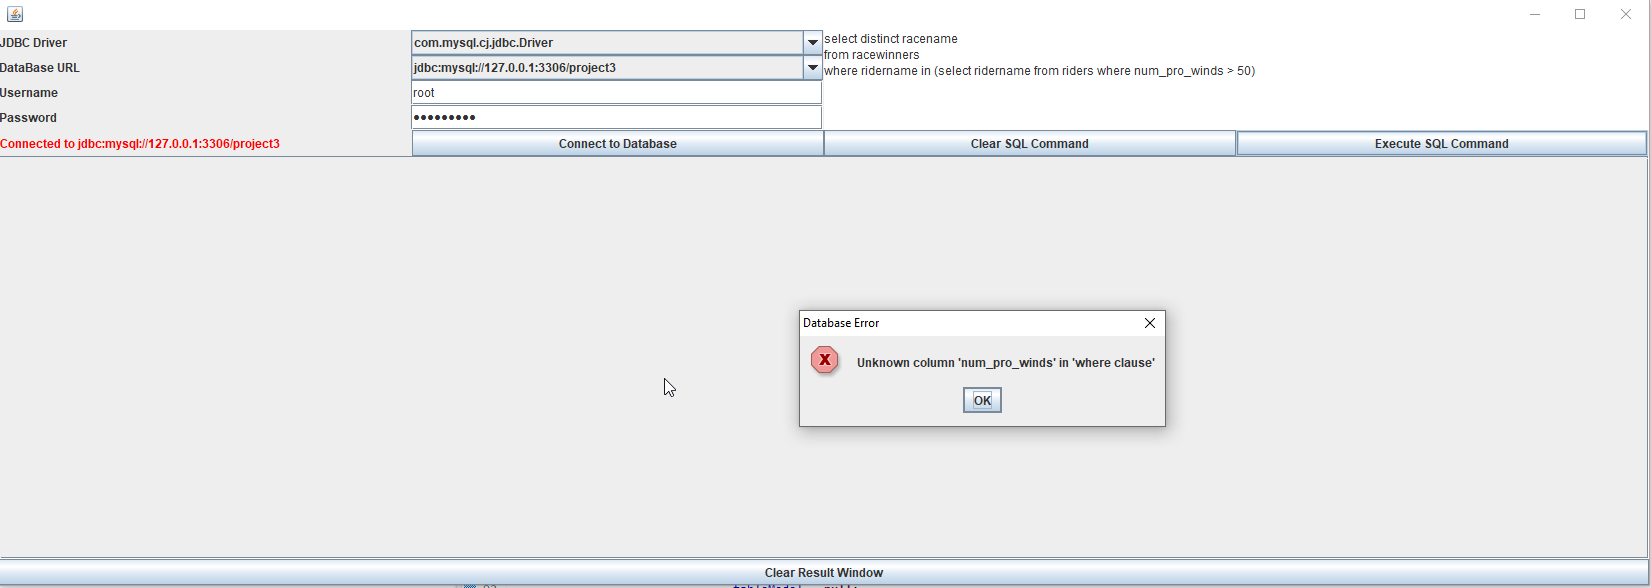 JDBC Driver
com.mysql.cj.jdbc.Driver
DataBase URL
jdbc:mysql://127.0.0.1:3306/project3
Username
root
Password
●●●●●●●●●
select distinct racename
from racewinners
where ridername in (select ridername from riders where num_pro_winds > 50)
Connected to jdbc:mysql://127.0.0.1:3306/project3
Connect to Database
Clear SQL Command
Execute SQL Command
Database Error
Unknown column 'num_pro_winds' in 'where clause'
OK
Clear Result Window